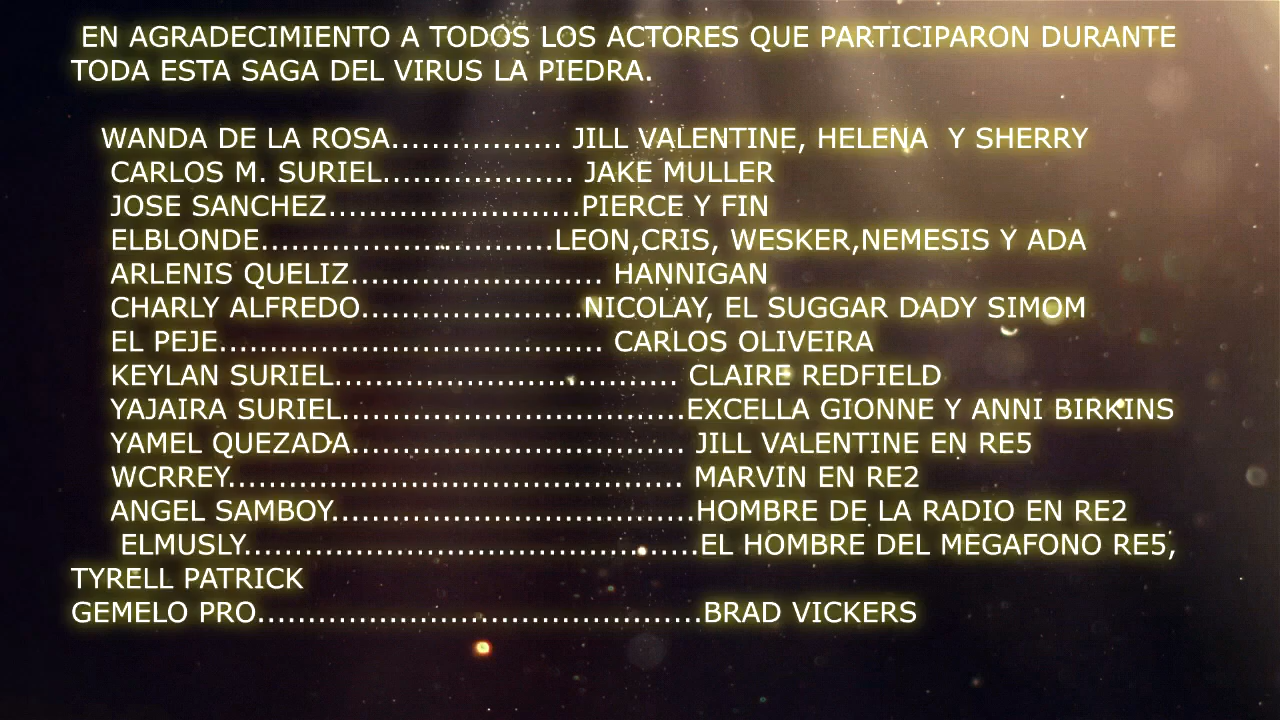 EN AGRADECIMIENTO A TODOS LOS ACTORES QUE PARTICIPARON DURANTE
TODA ESTA SAGA DEL VIRUS LA PIEDRA.
WANDA DE LA ROSA................. JILL VALENTINE, HELENA  Y SHERRY
CARLOS M. SURIEL................... JAKE MULLER
JOSE SANCHEZ.........................PIERCE Y FIN
ELBLONDE.............................LEON,CRIS, WESKER,NEMESIS Y ADA
ARLENIS QUELIZ......................... HANNIGAN
CHARLY ALFREDO......................NICOLAY, EL SUGGAR DADY SIMOM
EL PEJE...................................... CARLOS OLIVEIRA
KEYLAN SURIEL.................................. CLAIRE REDFIELD
YAJAIRA SURIEL..................................EXCELLA GIONNE Y ANNI BIRKINS
YAMEL QUEZADA................................. JILL VALENTINE EN RE5
WCRREY............................................. MARVIN EN RE2
ANGEL SAMBOY....................................HOMBRE DE LA RADIO EN RE2
ELMUSLY.............................................EL HOMBRE DEL MEGAFONO RE5,
TYRELL PATRICK
GEMELO PRO............................................BRAD VICKERS